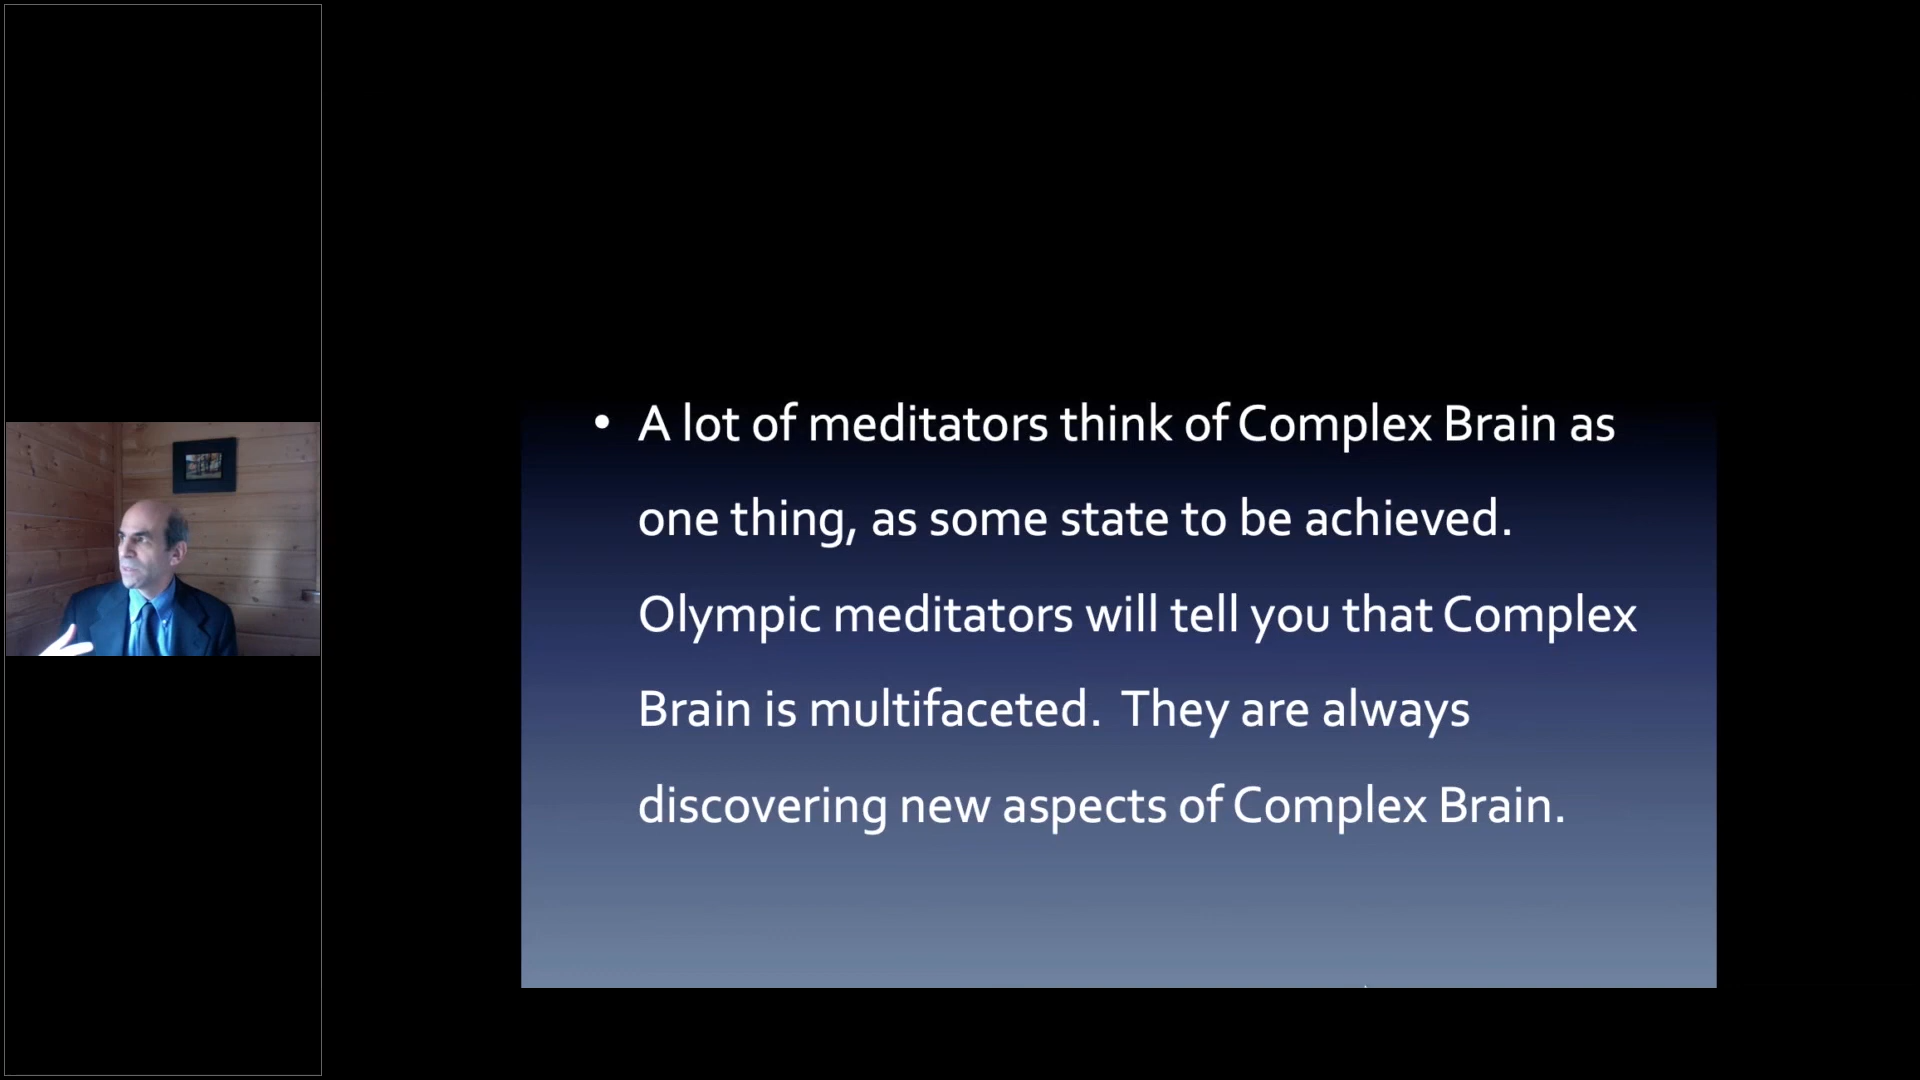 • A lot of meditators think of Complex Brain as
one thing, as some state to be achieved.
Olympic meditators will tell you that Complex
Brain is multifaceted.  They are always
discovering new aspects of Complex Brain.